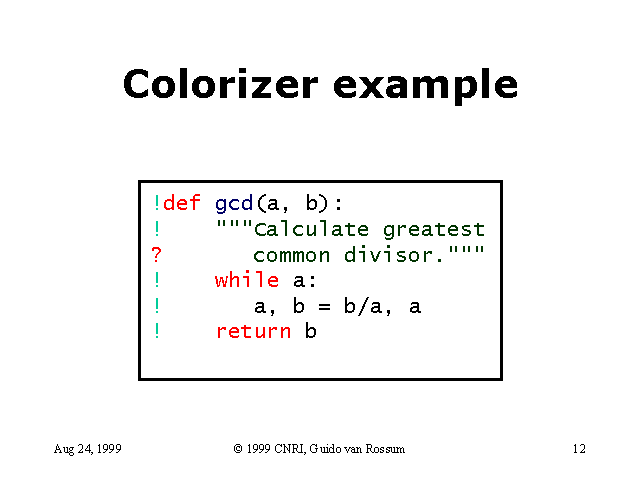 Colorizer example
!def gcd(a, b):
!    """Calculate greatest
?       common divisor."""
!    while a:
!       a, b = b/a, a
!    return b
Aug 24, 1999
© 1999 CNRI, Guido van Rossum
12